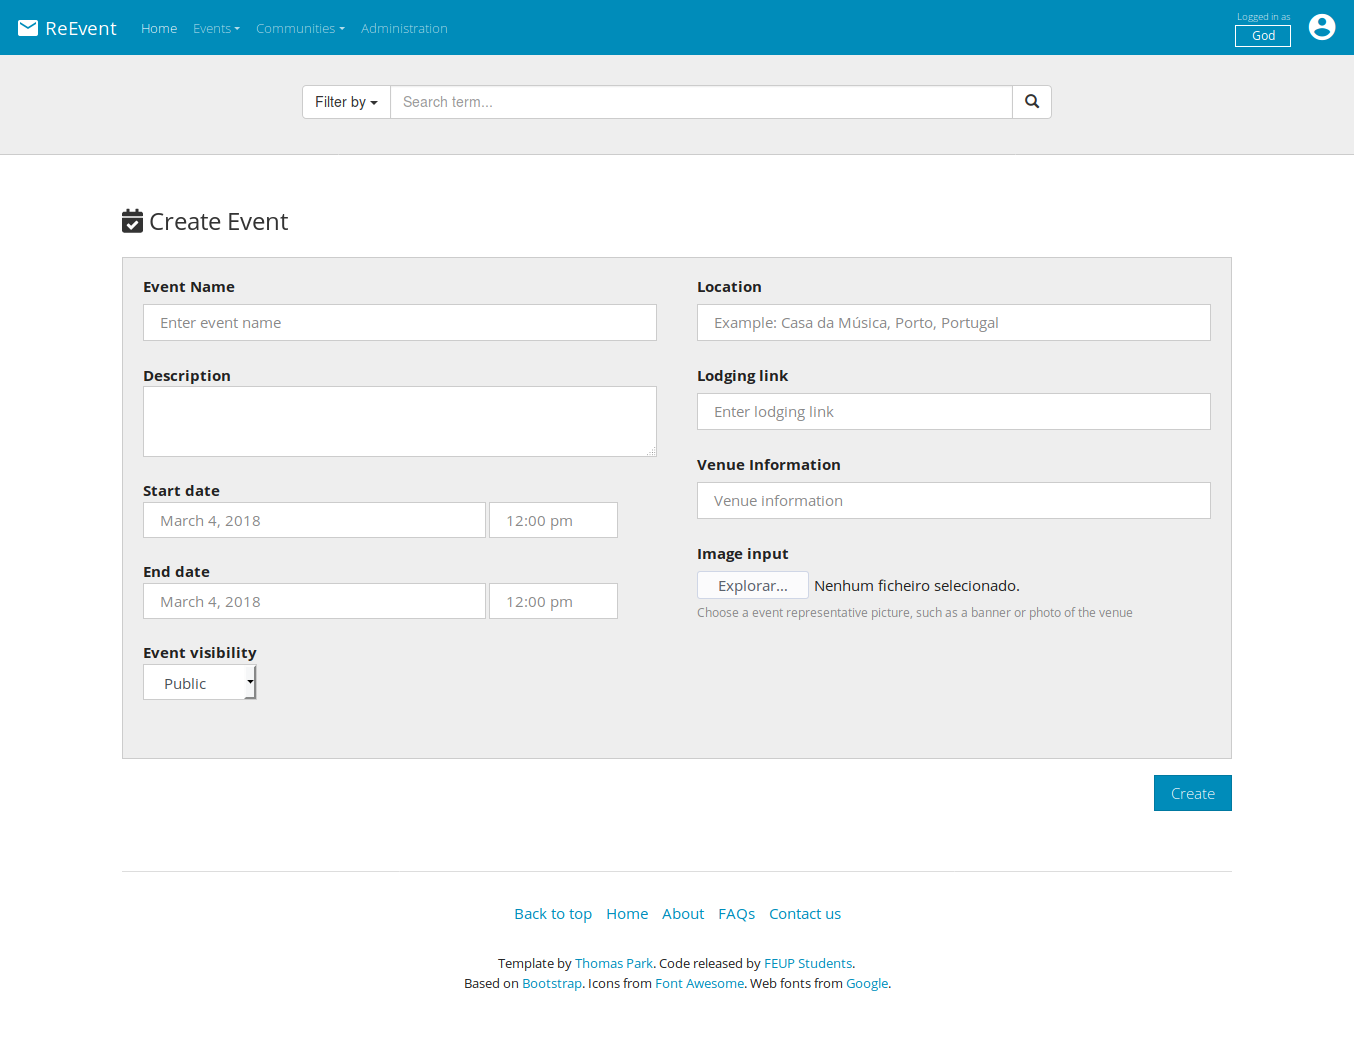 ReEvent Home Events Communities Administration
Logged in as
God
Filter by Search term...
Create Event
Event Name
Enter event name
Description
Start date
March 4, 2018 12:00 pm
End date
March 4, 2018 12:00 pm
Event visibility
Public
Location
Example: Casa da Música, Porto, Portugal
Lodging link
Enter lodging link
Venue Information
Venue information
Image input
Explorar... Nenhum ficheiro selecionado.
Choose a event representative picture, such as a banner or photo of the venue
Create
Back to top Home About FAQs Contact us
Template by Thomas Park. Code released by FEUP Students.
Based on Bootstrap. Icons from Font Awesome. Web fonts from Google.